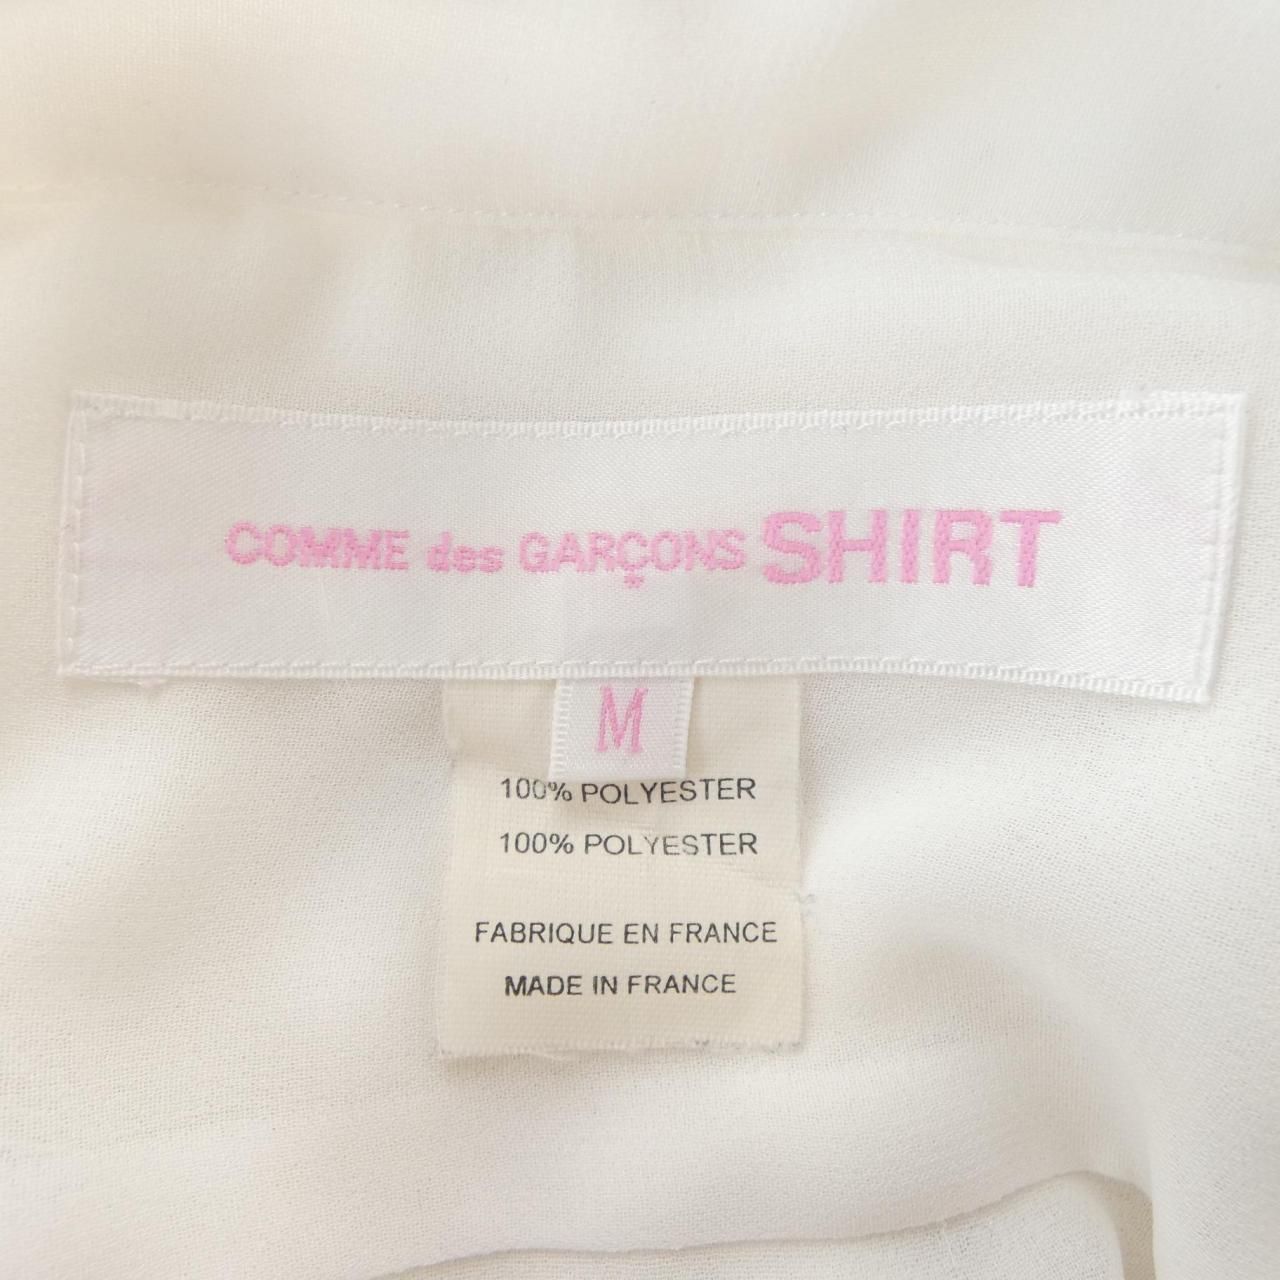 COMME des GARÇONS SHIRT
M
100% POLYESTER
100% POLYESTER
FABRIQUE EN FRANCE
MADE IN FRANCE